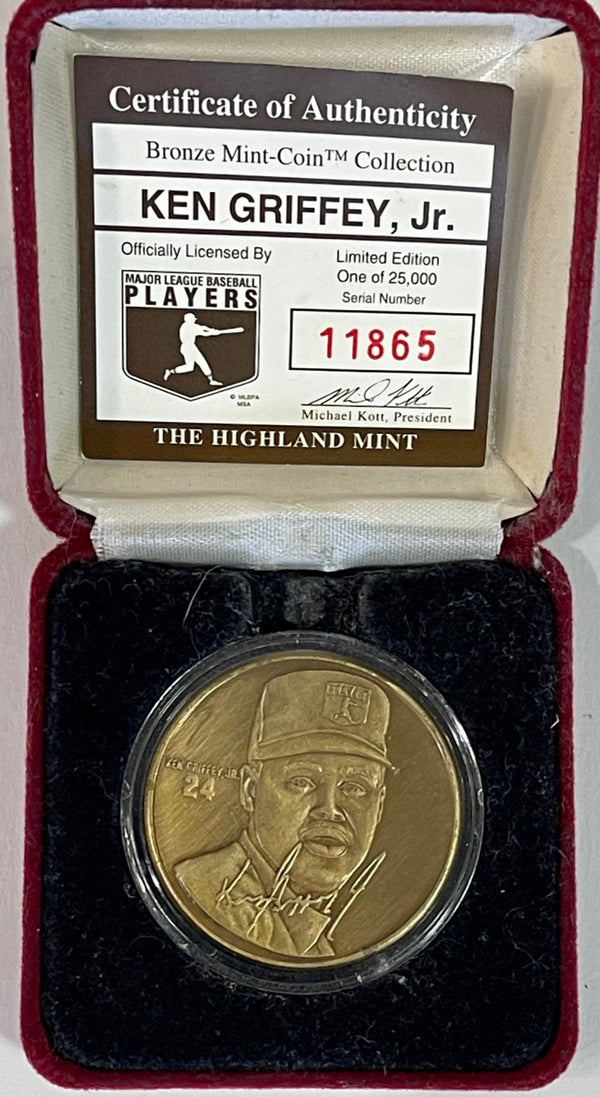 Certificate of Authenticity
Bronze Mint-Coin™ Collection
KEN GRIFFEY, Jr.
Officially Licensed By
MAJOR LEAGUE BASEBALL
PLAYERS
© MLBPA
MSA
Limited Edition
One of 25,000
Serial Number
11865
Michael Kott, President
THE HIGHLAND MINT
PLAYERS
KEN GRIFFEY, JR.
24